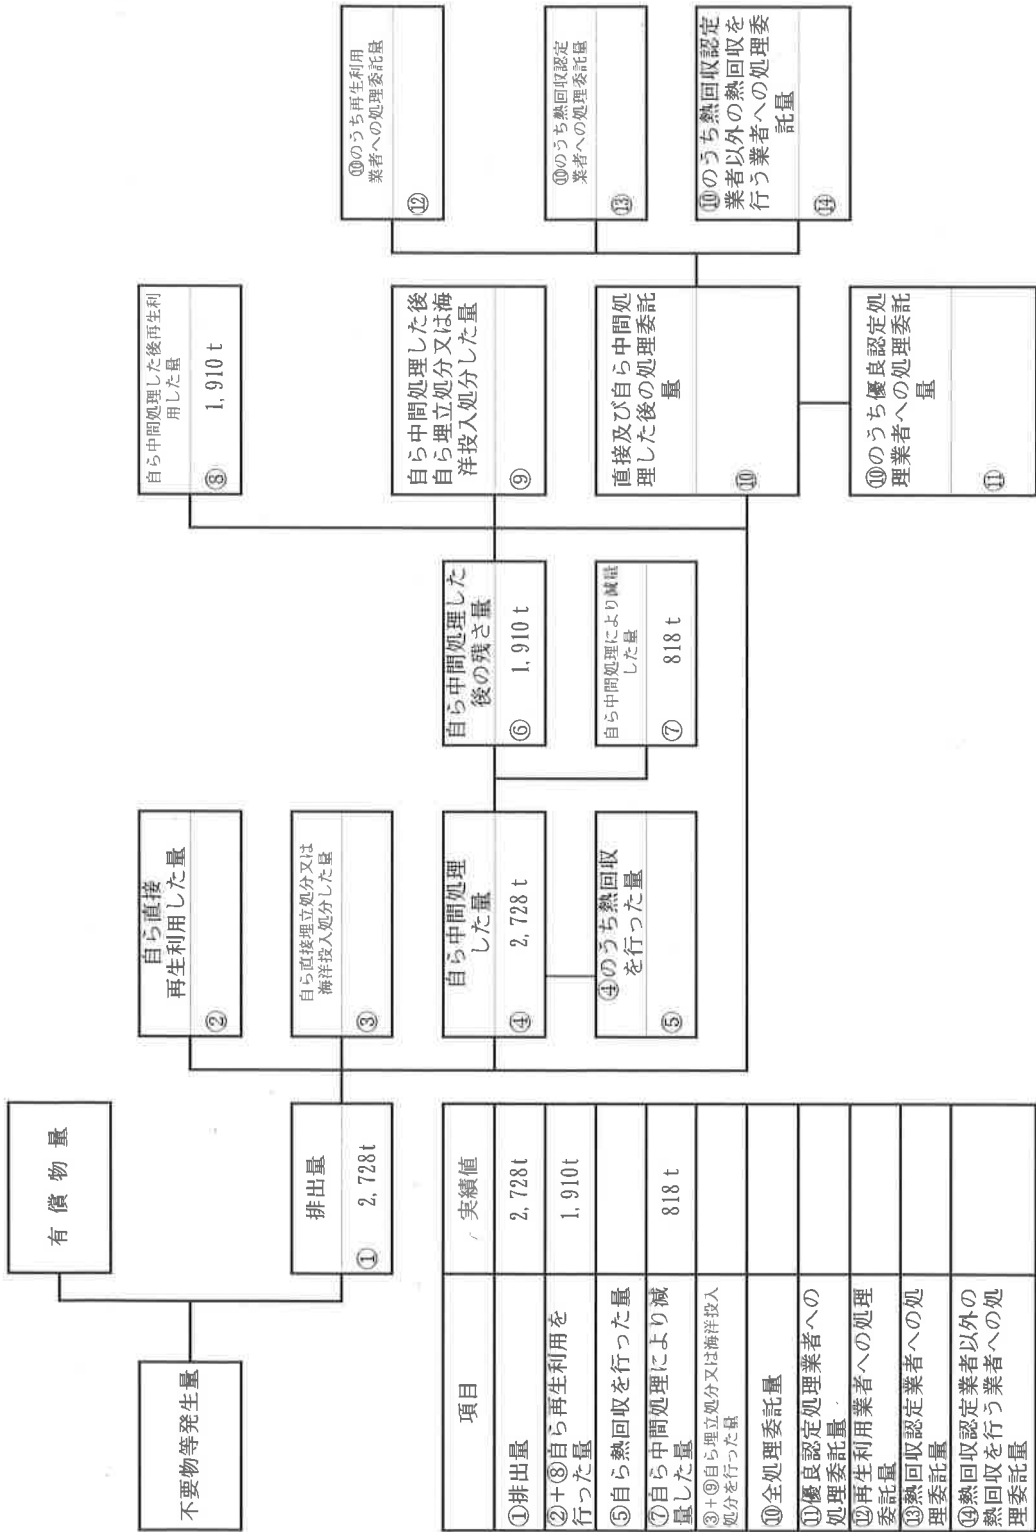 不要物等発生量
有償物量
排出量
① 2,728t
自ら直接
再生利用した量
②
自ら直接埋立処分又は
海洋投入処分した量
③
自ら中間処理
した量
④ 2,728t
④のうち熱回収
を行った量
⑤
自ら中間処理した
後の残さ量
⑥ 1,910t
自ら中間処理により減量
した量
⑦ 818t
自ら中間処理した後再生利
用した量
⑧ 1,910t
自ら中間処理した後
自ら埋立処分又は海
洋投入処分した量
⑨
直接及び自ら中間処
理した後の処理委託
量
⑩
⑩のうち優良認定処
理業者への処理委託
量
⑪
⑩のうち再生利用
業者への処理委託量
⑫
⑩のうち熱回収認定
業者への処理委託量
⑬
⑩のうち熱回収認定
業者以外の熱回収を
行う業者への処理委
託量
⑭
項目 実績値
①排出量 2,728t
②+⑧自ら再生利用を
行った量 1,910t
⑤自ら熱回収を行った量
⑦自ら中間処理により減
量した量 818t
③+⑨自ら埋立処分又は海洋投入
処分を行った量
⑩全処理委託量
⑪優良認定処理業者への
処理委託量
⑫再生利用業者への処理
委託量
⑬熱回収認定業者への処
理委託量
⑭熱回収認定業者以外の
熱回収を行う業者への処
理委託量